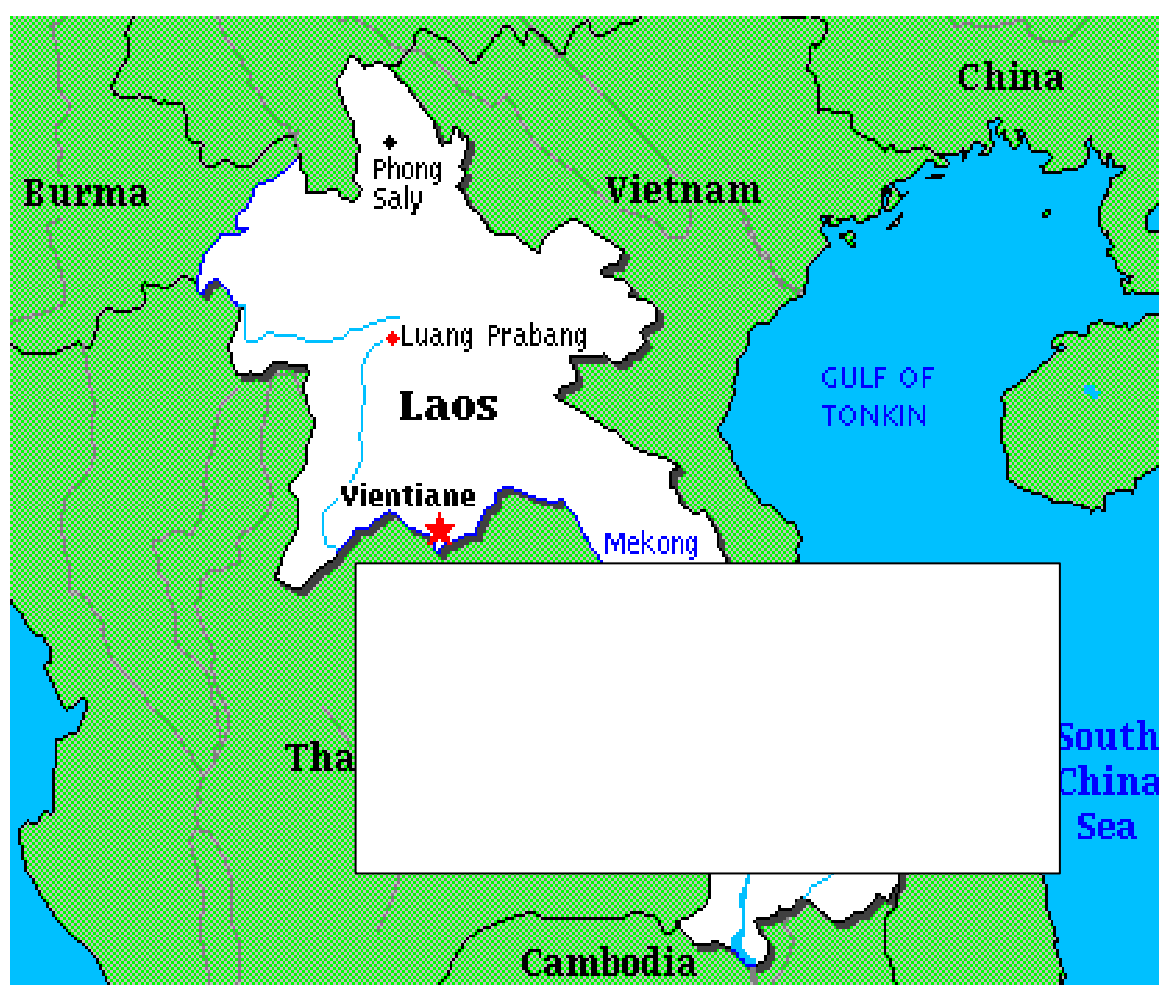 China
Phong
Saly
Burma
Vietnam
Luang Prabang
GULF OF
TONKIN
Laos
Vientiane
Mekong
South
China
Sea
Tha
Cambodia